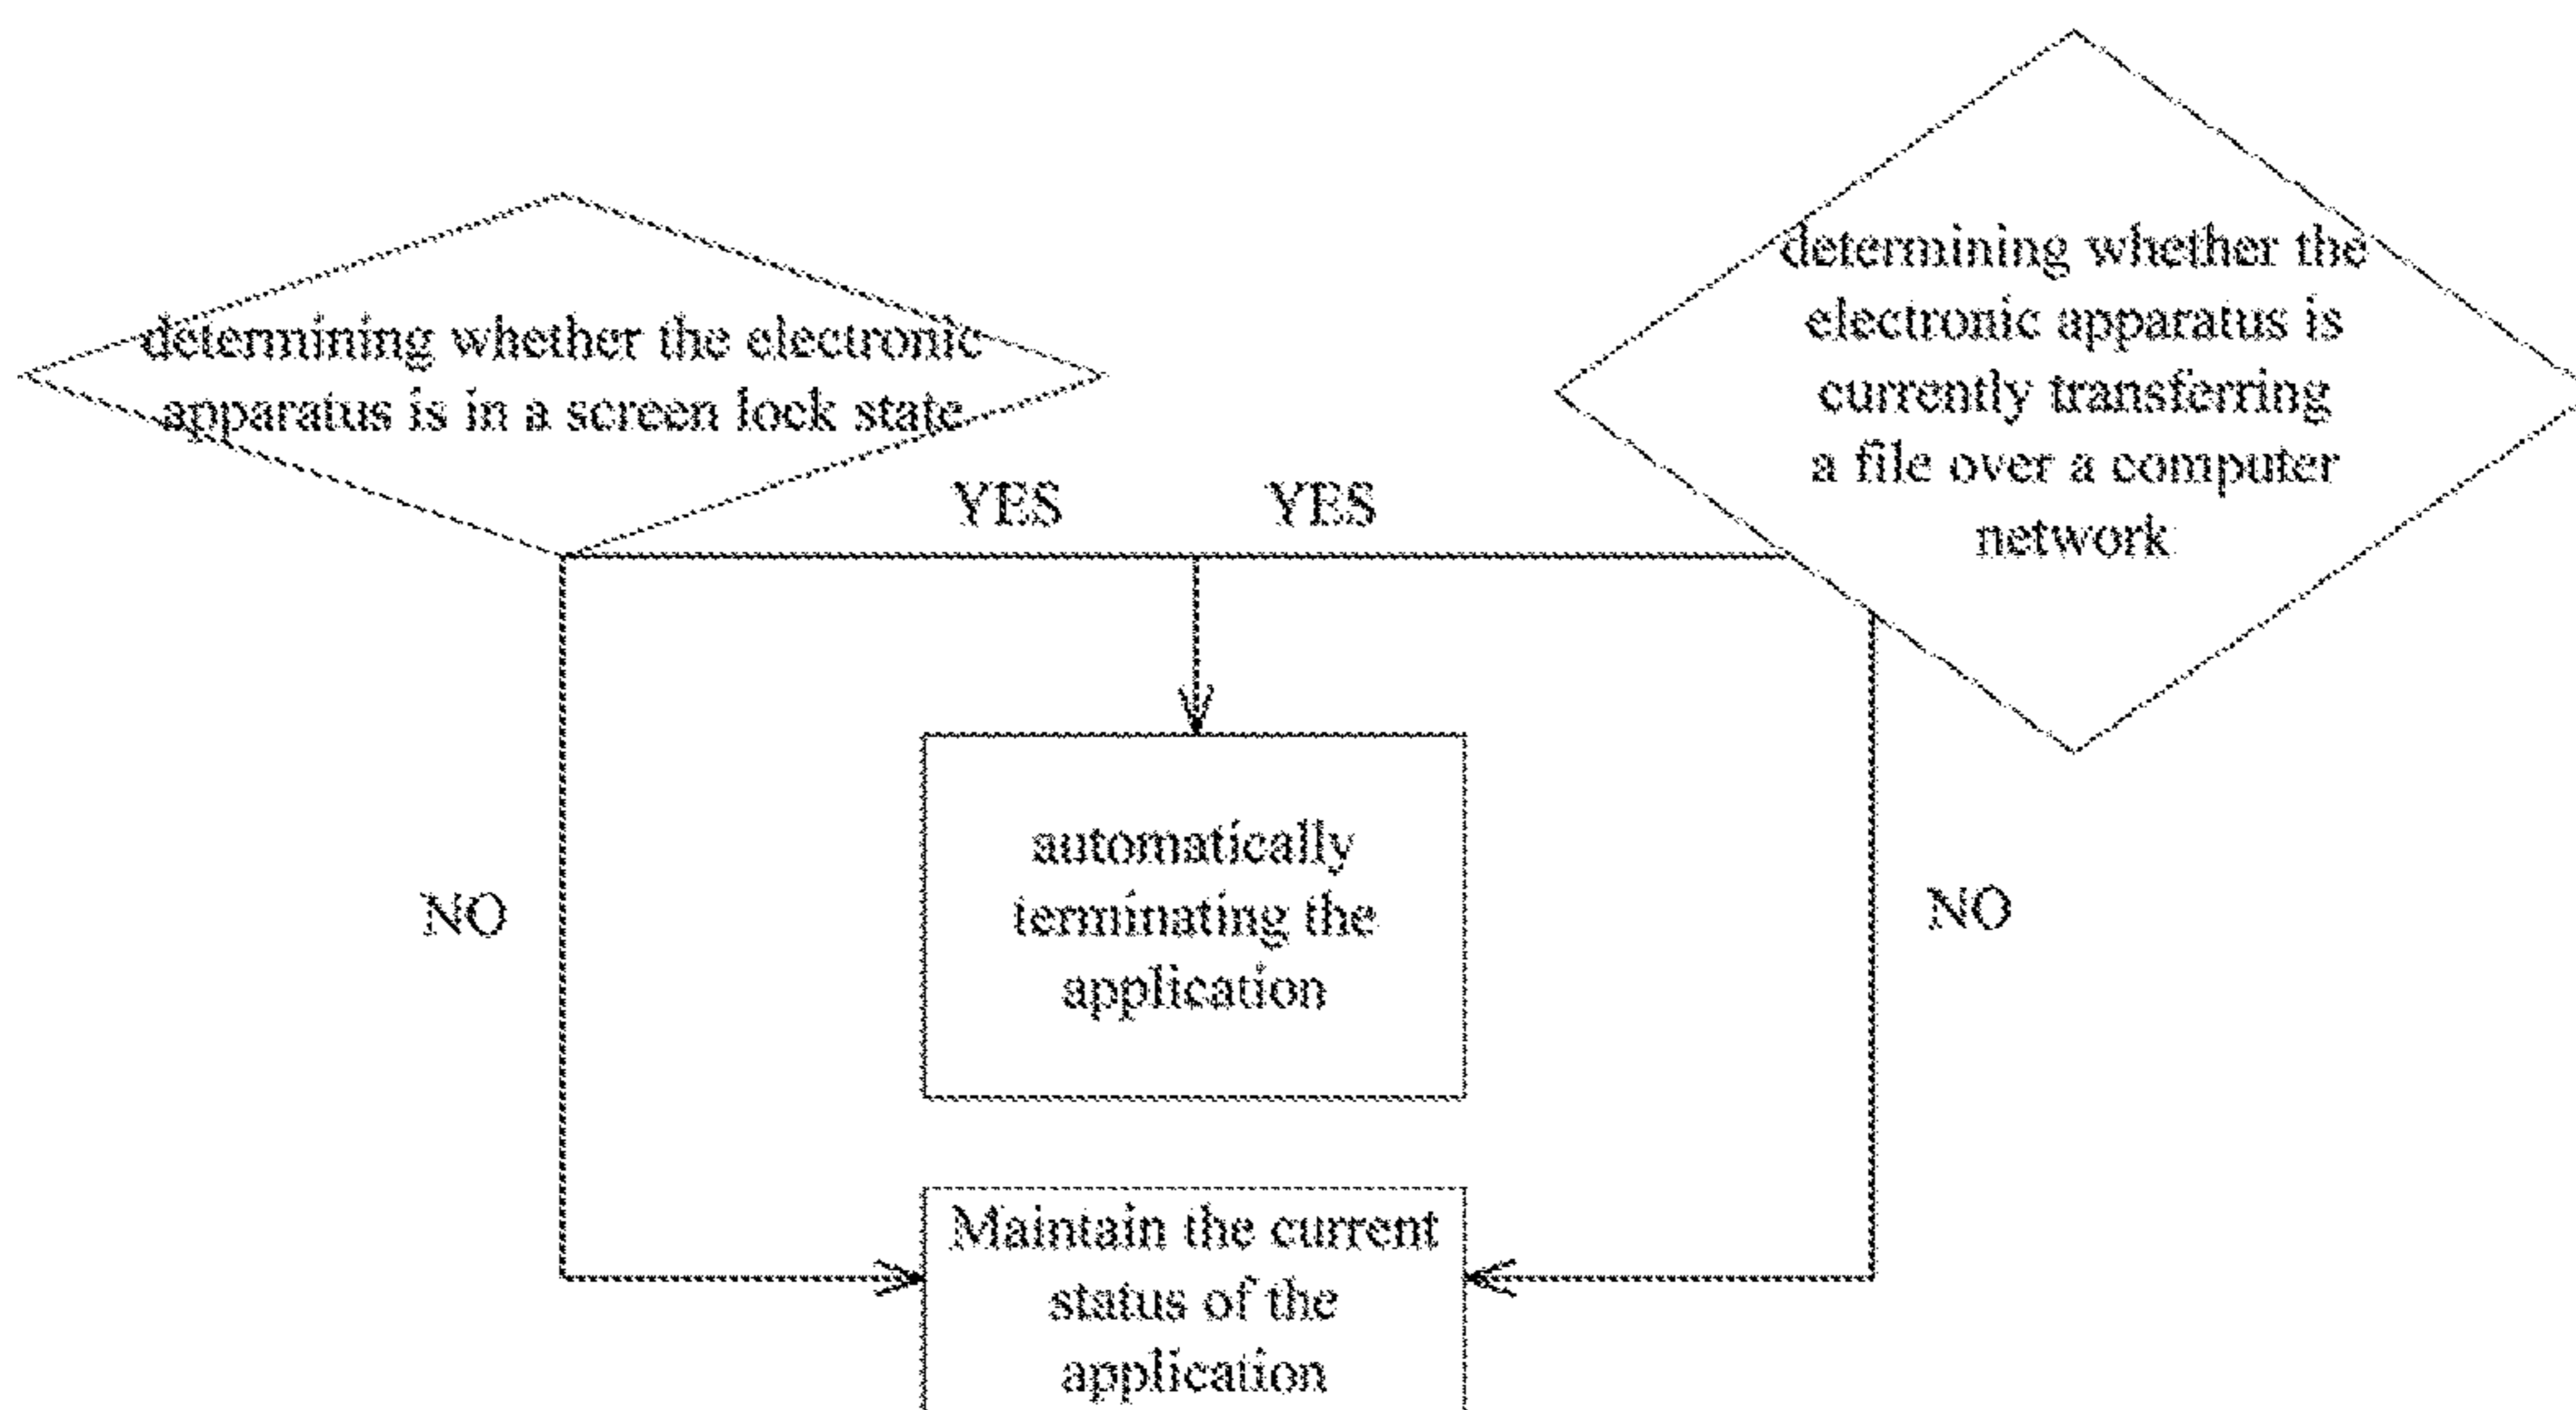 determining whether the electronic
apparatus is in a screen lock state
determining whether the
electronic apparatus is
currently transferring
a file over a computer
network
YES
YES
automatically
terminating the
application
NO
NO
Maintain the current
status of the
application